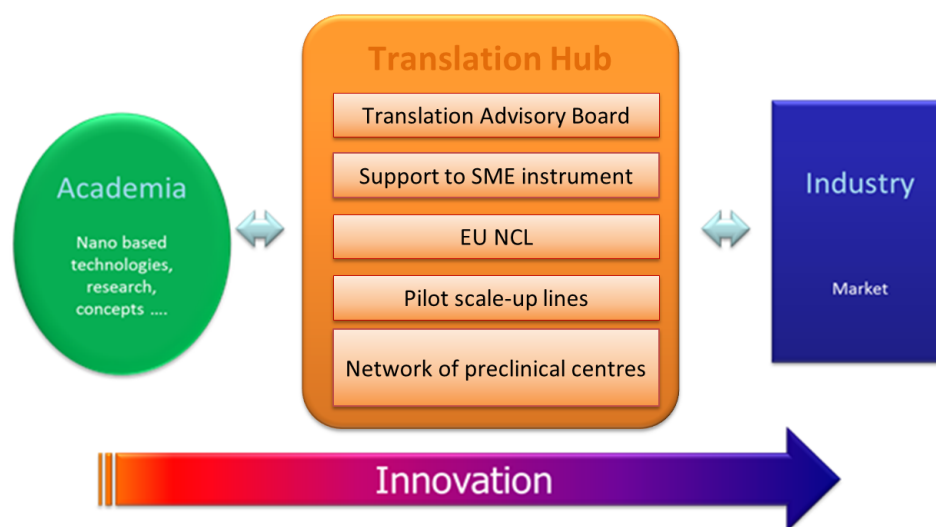 Translation Hub
Translation Advisory Board
Support to SME instrument
EU NCL
Pilot scale-up lines
Network of preclinical centres
Academia
Nano based
technologies,
research,
concepts ....
Industry
Market
Innovation